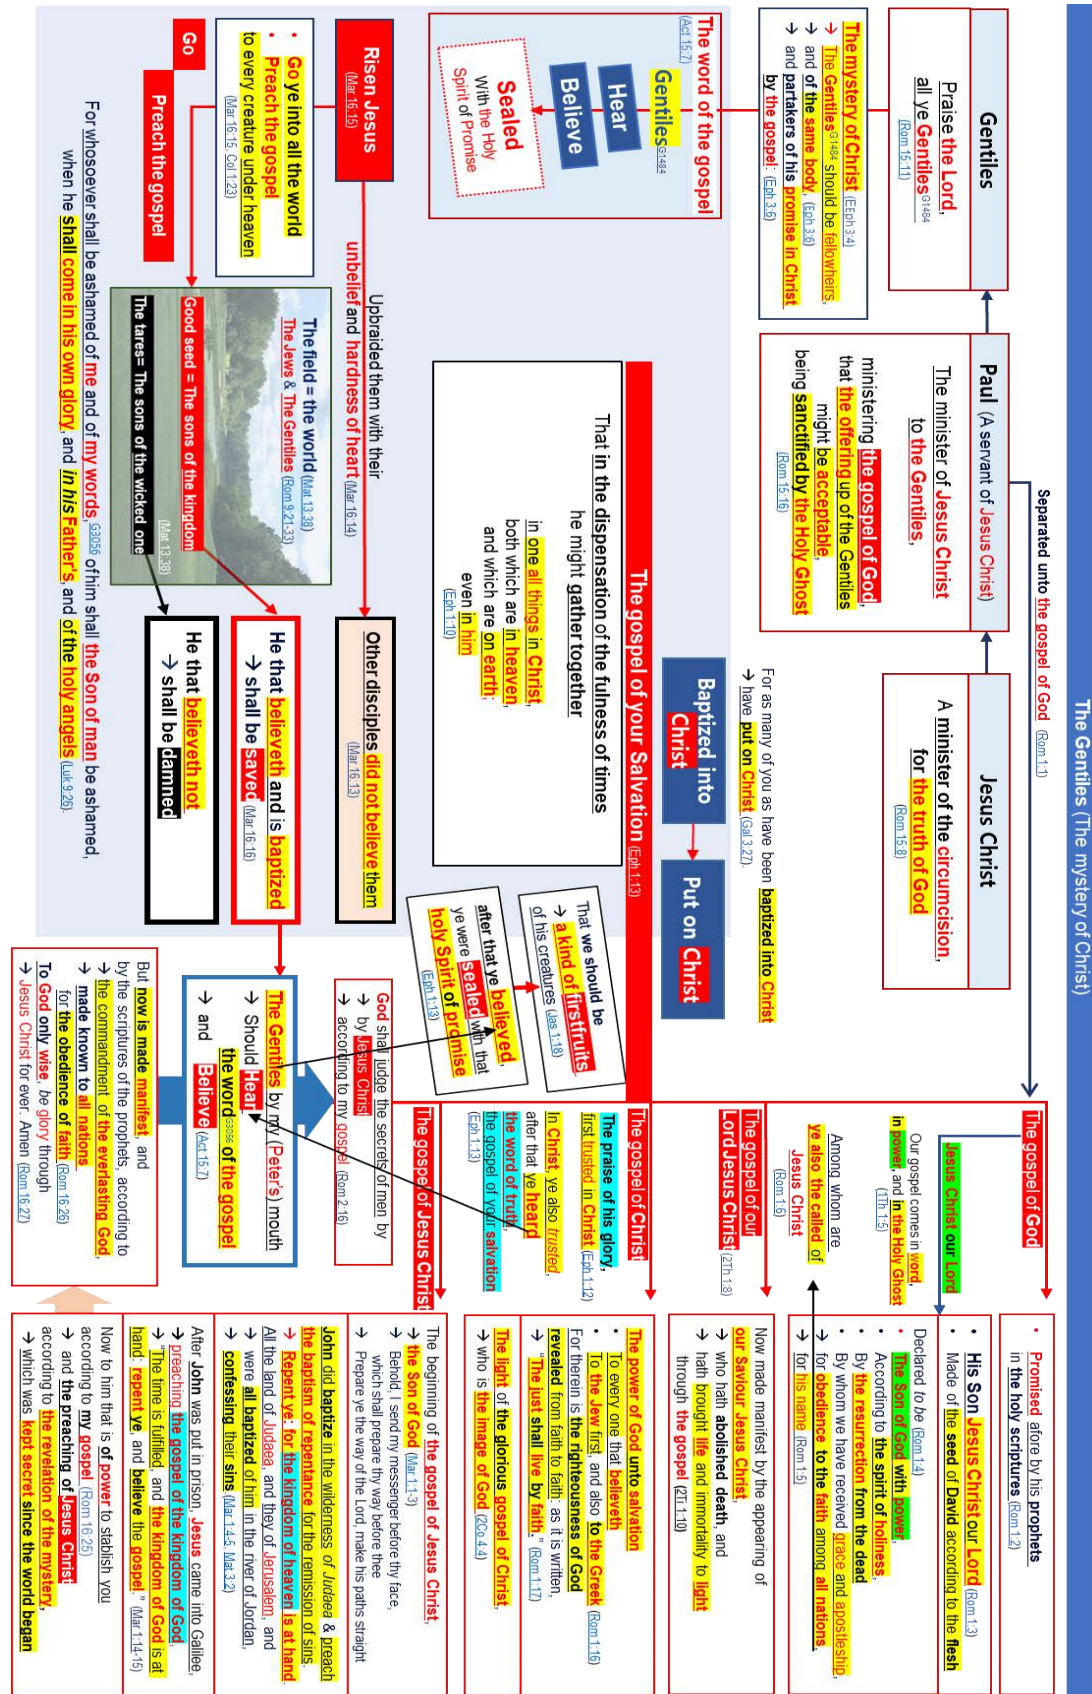 The Gentiles (The mystery of Christ)
Gentiles
Praise the Lord,
all ye Gentiles G1484
(Rom 15:11)
Paul (A servant of Jesus Christ)
The minister of Jesus Christ
to the Gentiles,
ministering the gospel of God,
that the offering up of the Gentiles
might be acceptable,
being sanctified by the Holy Ghost
(Rom 15:16)
Jesus Christ
A minister of the circumcision,
for the truth of God
(Rom 15:8)
Separated unto the gospel of God (Rom 1:1)
The mystery of Christ (EEph 3:4)
→ The Gentiles G1484 should be fellowheirs,
→ and of the same body, (Eph 3:6)
→ and partakers of his promise in Christ
by the gospel: (Eph 3:6)
The word of the gospel
(Act 15:7)
Gentiles G1484
Hear
Believe
Sealed
With the Holy
Spirit of Promise
For as many of you as have been baptized into Christ
→ have put on Christ (Gal 3:27).
Baptized into
Christ
Put on Christ
The gospel of your Salvation (Eph 1:13)
That in the dispensation of the fulness of times
he might gather together
in one all things in Christ,
both which are in heaven,
and which are on earth;
even in him
(Eph 1:10)
That we should be
→ a kind of firstfruits
of his creatures (Jas 1:18)
after that ye believed,
ye were sealed with that
holy Spirit of promise
(Eph 1:13)
Risen Jesus
(Mar 16:15)
Upbraided them with their
unbelief and hardness of heart (Mar 16:14)
Other disciples did not believe them
(Mar 16:13)
• Go ye into all the world
• Preach the gospel
to every creature under heaven
(Mar 16:15, Col 1:23)
Go
Preach the gospel
The field = the world (Mat 13:38)
The Jews & The Gentiles (Rom 9:21-33)
Good seed = The sons of the kingdom
The tares= The sons of the wicked one
(Mat 13:38)
He that believeth and is baptized
→ shall be saved (Mar 16:16)
He that believeth not
→ shall be damned
For whosoever shall be ashamed of me and of my words, G3056 of him shall the Son of man be ashamed,
when he shall come in his own glory, and in his Father's, and of the holy angels (Luk 9:26).
The gospel of God
Jesus Christ our Lord
Our gospel comes in word,
in power, and in the Holy Ghost
(1Th 1:5)
Among whom are
ye also the called of
Jesus Christ
(Rom 1:6)
The gospel of our
Lord Jesus Christ (2Th 1:8)
The gospel of Christ
The praise of his glory,
first trusted in Christ (Eph 1:12)
In Christ, ye also trusted,
after that ye heard
the word of truth,
the gospel of your salvation
(Eph 1:13)
The gospel of Jesus Christ
God shall judge the secrets of men by
→ by Jesus Christ
→ according to my gospel (Rom 2:16)
The Gentiles by my (Peter's) mouth
→ Should Hear
the word G3056 of the gospel
→ and Believe (Act 15:7)
But now is made manifest, and
by the scriptures of the prophets, according to
→ the commandment of the everlasting God,
→ made known to all nations
for the obedience of faith (Rom 16:26)
To God only wise, be glory through
→ Jesus Christ for ever. Amen (Rom 16:27)
• Promised afore by his prophets
in the holy scriptures (Rom 1:2)
• His Son Jesus Christ our Lord (Rom 1:3)
• Made of the seed of David according to the flesh
Declared to be (Rom 1:4)
• The Son of God with power,
• According to the spirit of holiness,
• By the resurrection from the dead
• By whom we have received grace and apostleship,
→ for obedience to the faith among all nations,
→ for his name (Rom 1:5)
Now made manifest by the appearing of
our Saviour Jesus Christ,
→ who hath abolished death, and
→ hath brought life and immortality to light
through the gospel (2Ti 1:10)
The power of God unto salvation
• To every one that believeth
• To the Jew first, and also to the Greek (Rom 1:16)
For therein is the righteousness of God
revealed from faith to faith: as it is written,
→ "The just shall live by faith." (Rom 1:17)
The light of the glorious gospel of Christ,
→ who is the image of God (2Co 4:4)
The beginning of the gospel of Jesus Christ,
→ the Son of God (Mar 1:1-3)
→ Behold, I send my messenger before thy face,
which shall prepare thy way before thee
→ Prepare ye the way of the Lord, make his paths straight
John did baptize in the wilderness of Judaea & preach
the baptism of repentance for the remission of sins.
→ Repent ye: for the kingdom of heaven is at hand.
All the land of Judaea, and they of Jerusalem, and
→ were all baptized of him in the river of Jordan,
→ confessing their sins (Mar 1:4-5, Mat 3:2)
After John was put in prison, Jesus came into Galilee,
→ preaching the gospel of the kingdom of God,
→ "The time is fulfilled, and the kingdom of God is at
hand: repent ye, and believe the gospel." (Mar 1:14-15)
Now to him that is of power to stablish you
according to my gospel (Rom 16:25)
→ and the preaching of Jesus Christ
according to the revelation of the mystery,
→ which was kept secret since the world began